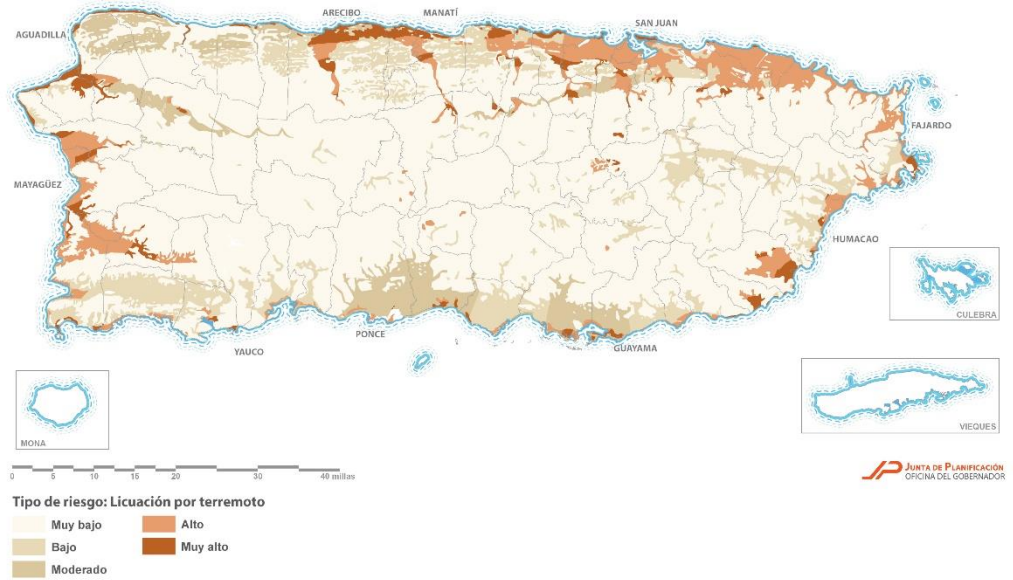 ARECIBO
MANATÍ
SAN JUAN
AGUADILLA
FAJARDO
MAYAGÜEZ
HUMACAO
CULEBRA
PONCE
GUAYAMA
YAUCO
MONA
VIEQUES
0 5 10 15 20 30 40 millas
JUNTA DE PLANIFICACIÓN
OFICINA DEL GOBERNADOR
Tipo de riesgo: Licuación por terremoto
Muy bajo
Alto
Bajo
Muy alto
Moderado